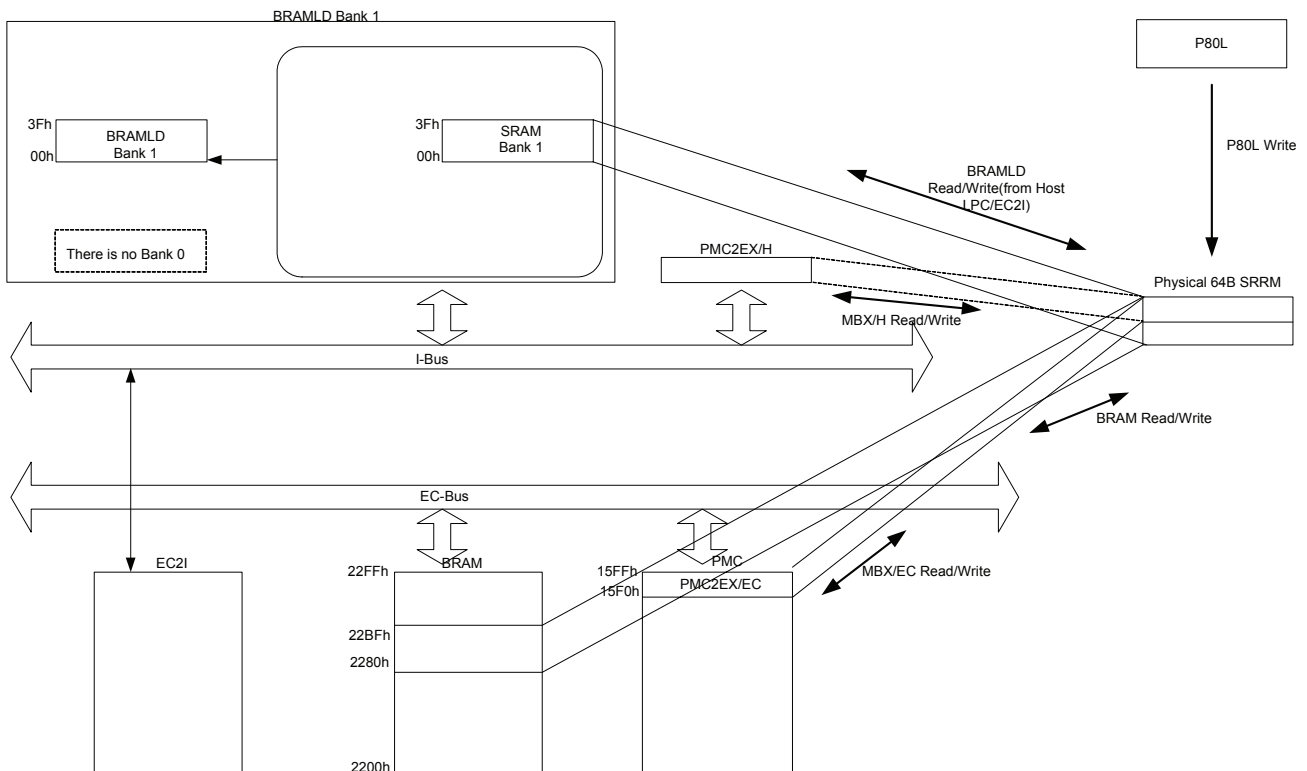 BRAMLD Bank 1
P80L
3Fh
BRAMLD
Bank 1
00h
3Fh
SRAM
Bank 1
00h
P80L Write
BRAMLD
Read/Write(from Host
LPC/EC2I)
There is no Bank 0
PMC2EX/H
Physical 64B SRRM
MBX/H Read/Write
I-Bus
BRAM Read/Write
EC-Bus
EC2I
22FFh
BRAM
15FFh
PMC
15F0h
PMC2EX/EC
MBX/EC Read/Write
22BFh
2280h
2200h